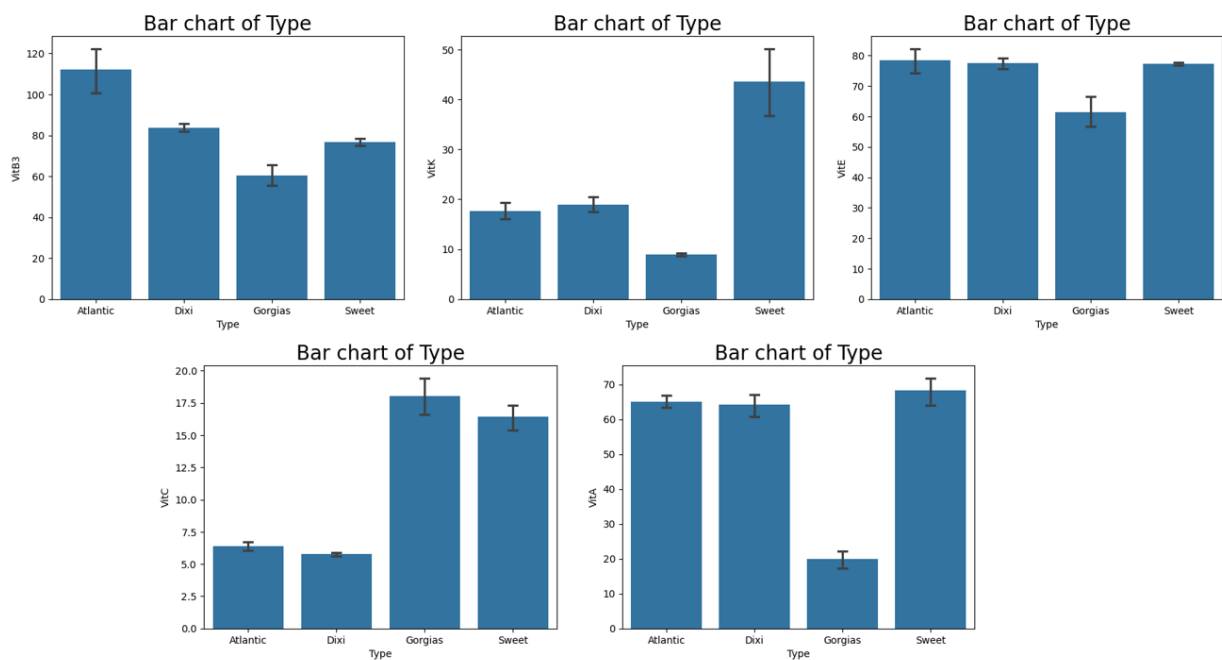 Bar chart of Type
120
100
80
60
40
20
0
VitB3
Atlantic Dixi Gorgias Sweet
Type
Bar chart of Type
50
40
30
20
10
0
VitK
Atlantic Dixi Gorgias Sweet
Type
Bar chart of Type
80
70
60
50
40
30
20
10
0
VitE
Atlantic Dixi Gorgias Sweet
Type
Bar chart of Type
20.0
17.5
15.0
12.5
10.0
7.5
5.0
2.5
0.0
VitC
Atlantic Dixi Gorgias Sweet
Type
Bar chart of Type
70
60
50
40
30
20
10
0
VitA
Atlantic Dixi Gorgias Sweet
Type